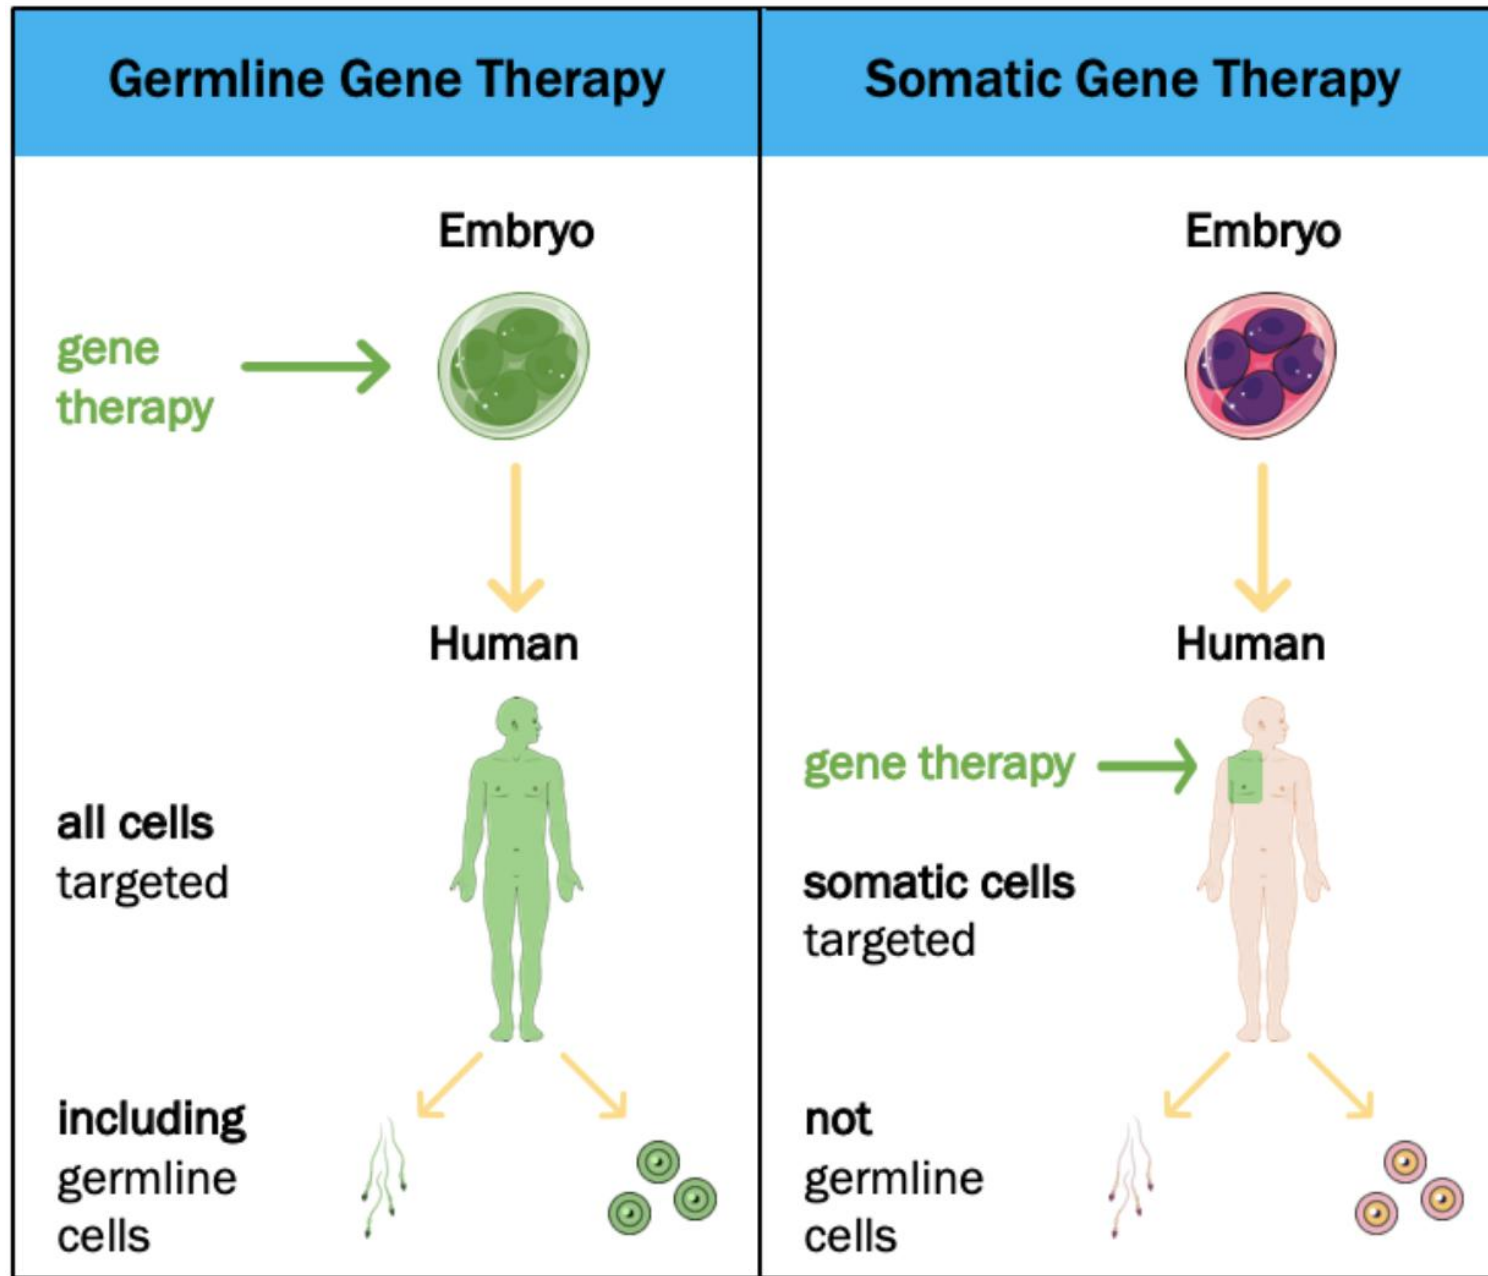 Germline Gene Therapy
Embryo
gene
therapy
Human
all cells
targeted
including
germline
cells
Somatic Gene Therapy
Embryo
Human
gene therapy
somatic cells
targeted
not
germline
cells